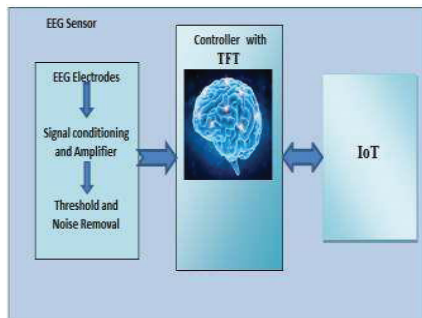 EEG Sensor
EEG Electrodes
Signal conditioning
and Amplifier
Threshold and
Noise Removal
Controller with
TFT
IoT